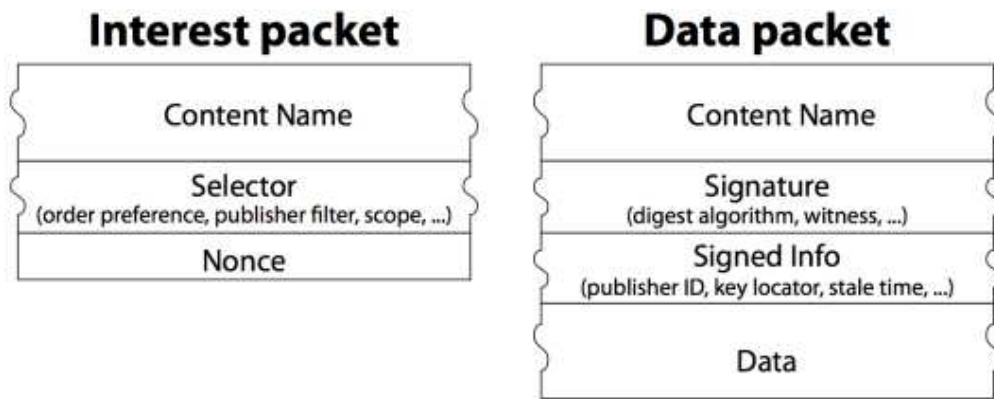 Interest packet
Content Name
Selector
(order preference, publisher filter, scope, ...)
Nonce
Data packet
Content Name
Signature
(digest algorithm, witness, ...)
Signed Info
(publisher ID, key locator, stale time, ...)
Data